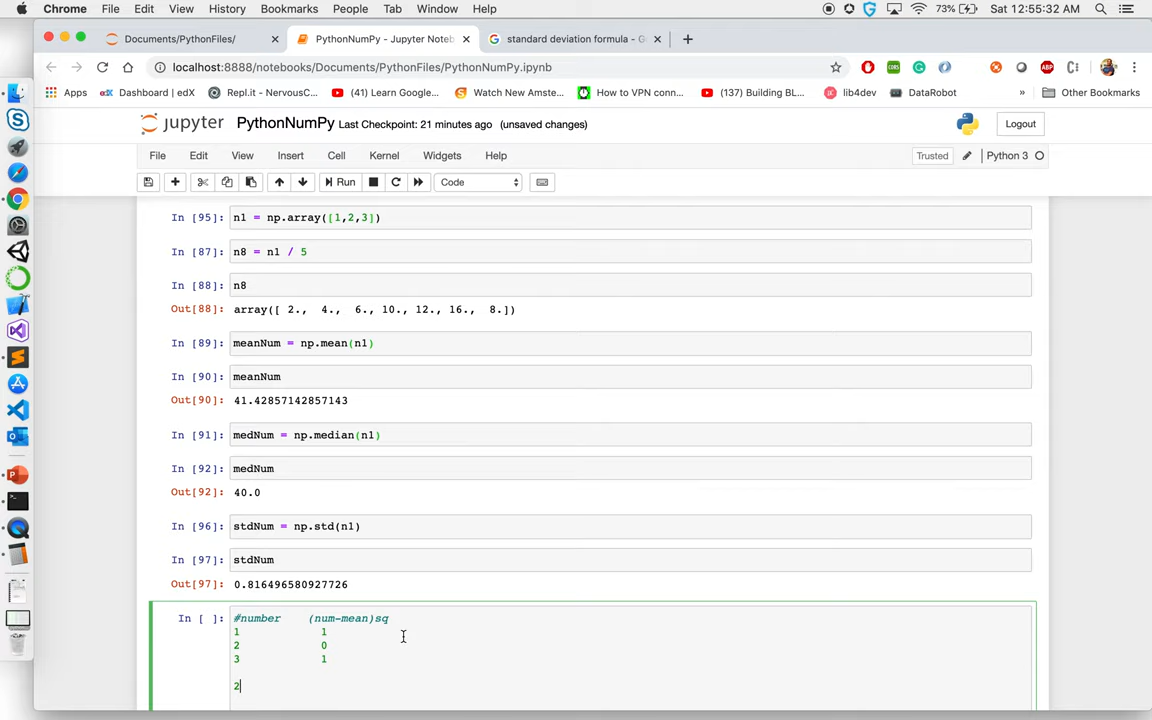 Chrome File Edit View History Bookmarks People Tab Window Help 73% Sat 12:55:32 AM
Documents/PythonFiles/ PythonNumPy - Jupyter Noteb standard deviation formula - G
localhost:8888/notebooks/Documents/PythonFiles/PythonNumPy.ipynb
Apps Dashboard | edX Repl.it - NervousC... (41) Learn Google... Watch New Amste... How to VPN conn... (137) Building BL... lib4dev DataRobot » Other Bookmarks
jupyter PythonNumPy Last Checkpoint: 21 minutes ago (unsaved changes) Logout
File Edit View Insert Cell Kernel Widgets Help Trusted Python 3
Run Code
In [95]: n1 = np.array([1,2,3])
In [87]: n8 = n1 / 5
In [88]: n8
Out[88]: array([ 2., 4., 6., 10., 12., 16., 8.])
In [89]: meanNum = np.mean(n1)
In [90]: meanNum
Out[90]: 41.42857142857143
In [91]: medNum = np.median(n1)
In [92]: medNum
Out[92]: 40.0
In [96]: stdNum = np.std(n1)
In [97]: stdNum
Out[97]: 0.816496580927726
In [ ]: #number (num-mean)sq
1 1
2 0
3 1
2